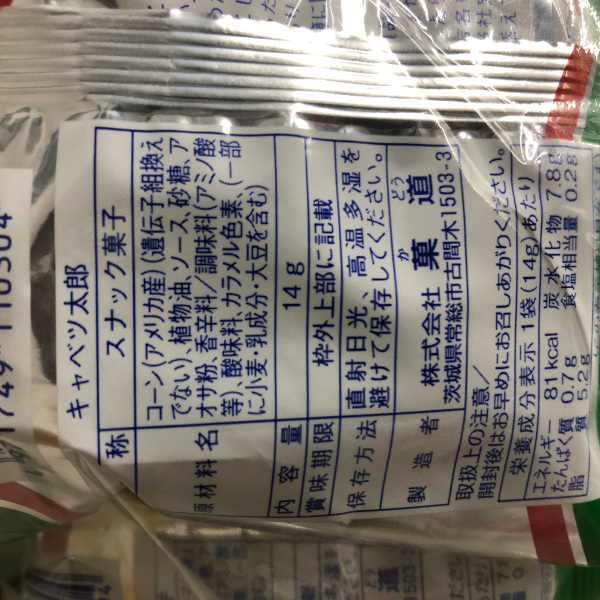 キャベツ太郎
名称 スナック菓子
原材料名 コーン(アメリカ産)(遺伝子組換え
でない)、植物油、ソース、砂糖、ア
オサ粉、香辛料/調味料(アミノ酸
等)、酸味料、カラメル色素、(一部
に小麦・乳成分・大豆を含む)
内容量 14g
賞味期限 枠外上部に記載
保存方法 直射日光、高温多湿を
避けて保存してください。
製造者 株式会社 菓道
かどう
茨城県常総市古間木1503-3
取扱上の注意/
開封後はお早めにお召しあがりください。
栄養成分表示 1袋(14g)あたり
エネルギー 81kcal 炭水化物 7.8g
たんぱく質 0.7g 食塩相当量 0.2g
脂質 5.2g